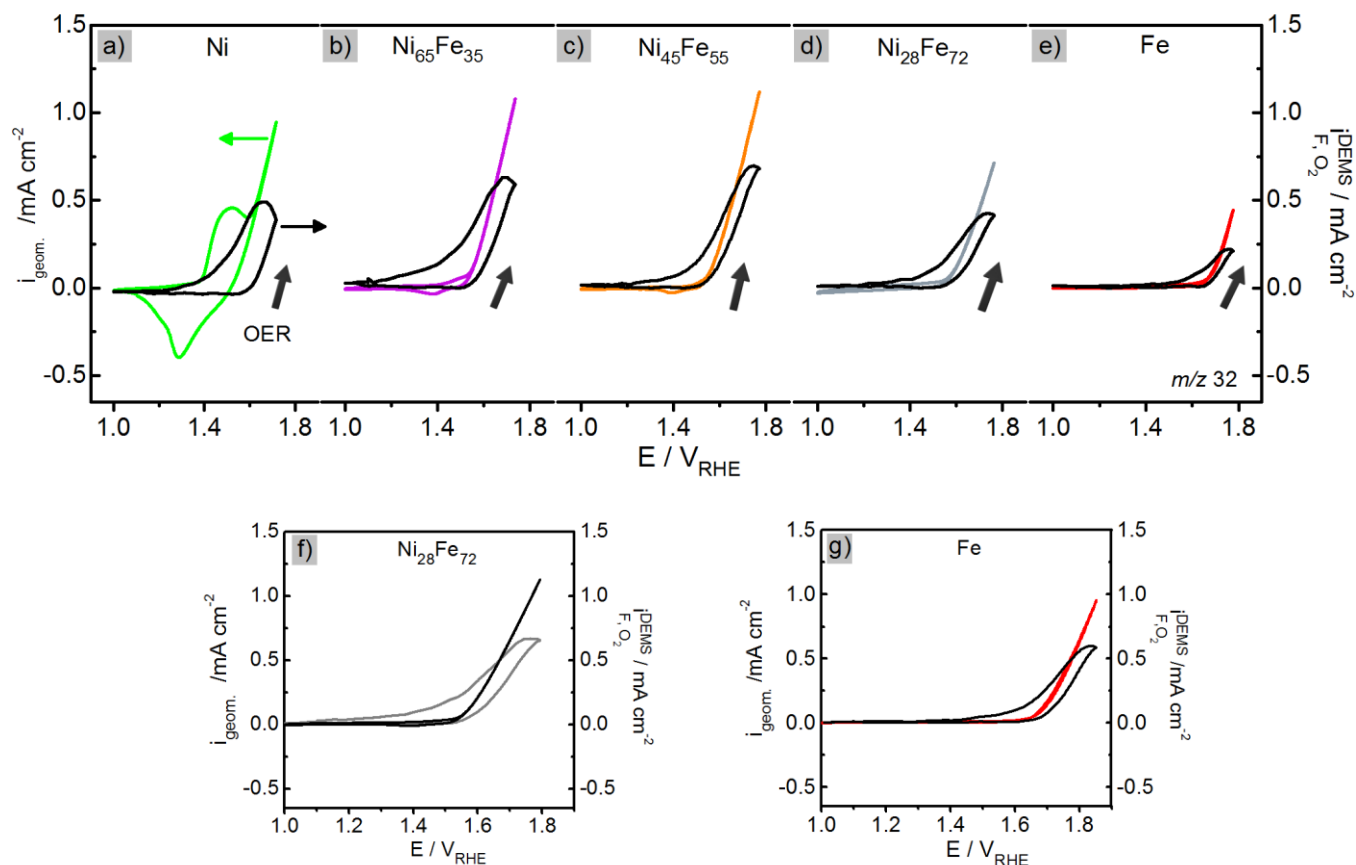 a) Ni
b) Ni65Fe35
c) Ni45Fe55
d) Ni28Fe72
e) Fe
1.5
1.0
0.5
0.0
-0.5
igeom. /mA cm-2
OER
m/z 32
1.5
1.0
0.5
0.0
-0.5
iDEMS F, O2 / mA cm-2
1.0 1.4 1.8
1.0 1.4 1.8
1.0 1.4 1.8
1.0 1.4 1.8
1.0 1.4 1.8
E / VRHE
f) Ni28Fe72
1.5
1.0
0.5
0.0
-0.5
igeom. /mA cm-2
1.5
1.0
0.5
0.0
-0.5
iDEMS F, O2 / mA cm-2
1.0 1.2 1.4 1.6 1.8
E / VRHE
g) Fe
1.5
1.0
0.5
0.0
-0.5
igeom. /mA cm-2
1.5
1.0
0.5
0.0
-0.5
iDEMS F, O2 /mA cm-2
1.0 1.2 1.4 1.6 1.8
E / VRHE